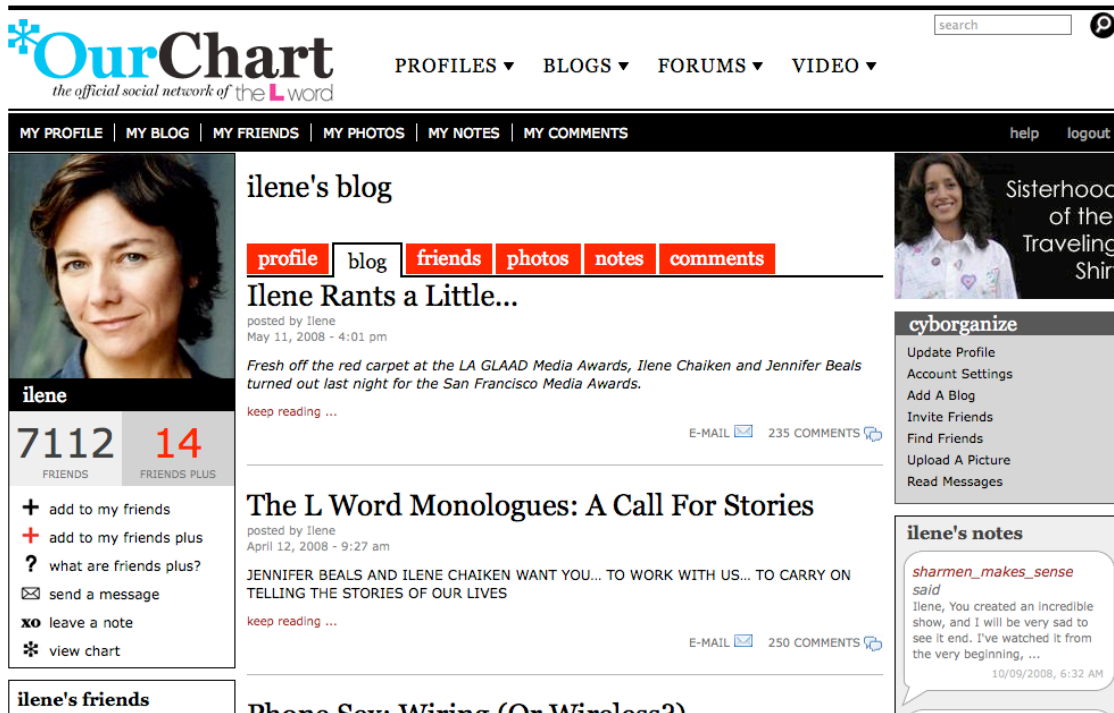 search
*OurChart
the official social network of the L WORD
PROFILES ▾ BLOGS ▾ FORUMS ▾ VIDEO ▾
MY PROFILE | MY BLOG | MY FRIENDS | MY PHOTOS | MY NOTES | MY COMMENTS
help logout
ilene
7112 14
FRIENDS FRIENDS PLUS
add to my friends
add to my friends plus
? what are friends plus?
send a message
xo leave a note
view chart
ilene's friends
ilene's blog
profile blog friends photos notes comments
Ilene Rants a Little...
posted by Ilene
May 11, 2008 - 4:01 pm
Fresh off the red carpet at the LA GLAAD Media Awards, Ilene Chaiken and Jennifer Beals
turned out last night for the San Francisco Media Awards.
keep reading ...
E-MAIL 235 COMMENTS
The L Word Monologues: A Call For Stories
posted by Ilene
April 12, 2008 - 9:27 am
JENNIFER BEALS AND ILENE CHAIKEN WANT YOU... TO WORK WITH US... TO CARRY ON
TELLING THE STORIES OF OUR LIVES
keep reading ...
E-MAIL 250 COMMENTS
Sisterhood
of the
Traveling
Shirt
cyborganize
Update Profile
Account Settings
Add A Blog
Invite Friends
Find Friends
Upload A Picture
Read Messages
ilene's notes
sharmen_makes_sense
said
Ilene, You created an incredible
show, and I will be very sad to
see it end. I've watched it from
the very beginning, ...
10/09/2008, 6:32 AM